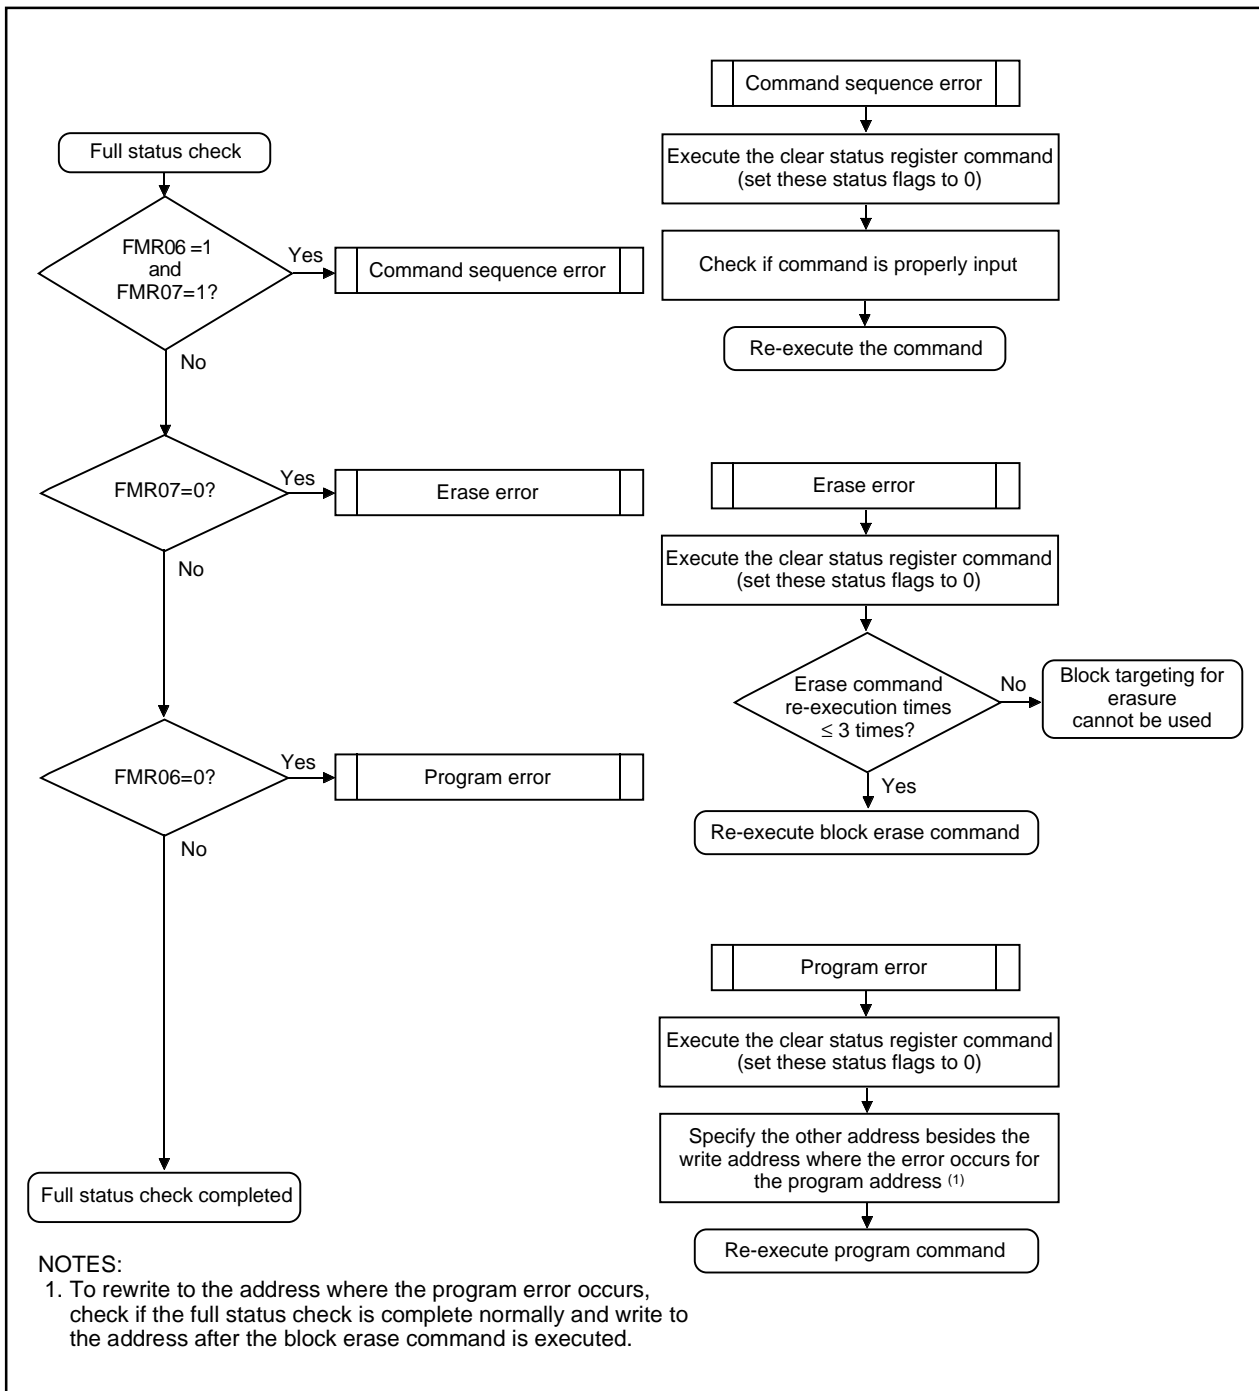 Full status check
FMR06 =1
and
FMR07=1?
Yes
Command sequence error
No
FMR07=0?
Yes
Erase error
No
FMR06=0?
Yes
Program error
No
Full status check completed
Command sequence error
Execute the clear status register command
(set these status flags to 0)
Check if command is properly input
Re-execute the command
Erase error
Execute the clear status register command
(set these status flags to 0)
Erase command
re-execution times
≤ 3 times?
No
Block targeting for
erasure
cannot be used
Yes
Re-execute block erase command
Program error
Execute the clear status register command
(set these status flags to 0)
Specify the other address besides the
write address where the error occurs for
the program address (1)
Re-execute program command
NOTES:
1. To rewrite to the address where the program error occurs,
check if the full status check is complete normally and write to
the address after the block erase command is executed.